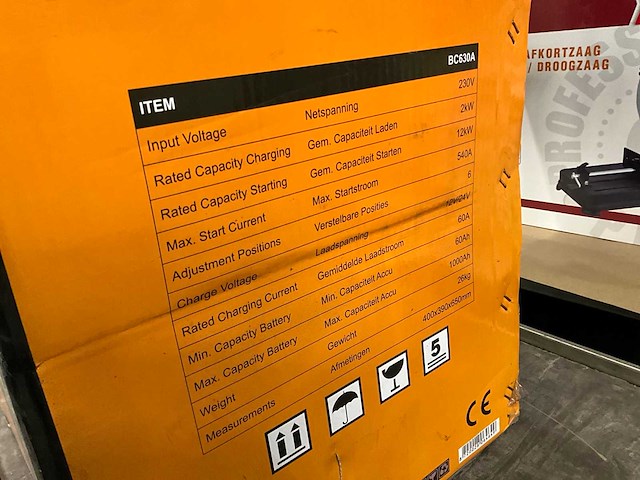 ITEM BC630A
Input Voltage Netspanning 230V
Rated Capacity Charging Gem. Capaciteit Laden 2kW
Rated Capacity Starting Gem. Capaciteit Starten 12kW
Max. Start Current Max. Startstroom 540A
Adjustment Positions Verstelbare Posities 6
Charge Voltage Laadspanning 12V/24V
Rated Charging Current Gemiddelde Laadstroom 60A
Min. Capacity Battery Min. Capaciteit Accu 60Ah
Max. Capacity Battery Max. Capaciteit Accu 1000Ah
Weight Gewicht 26kg
Measurements Afmetingen 400x390x650mm
5
CE
AFKORTZAAG
/ DROOGZAAG